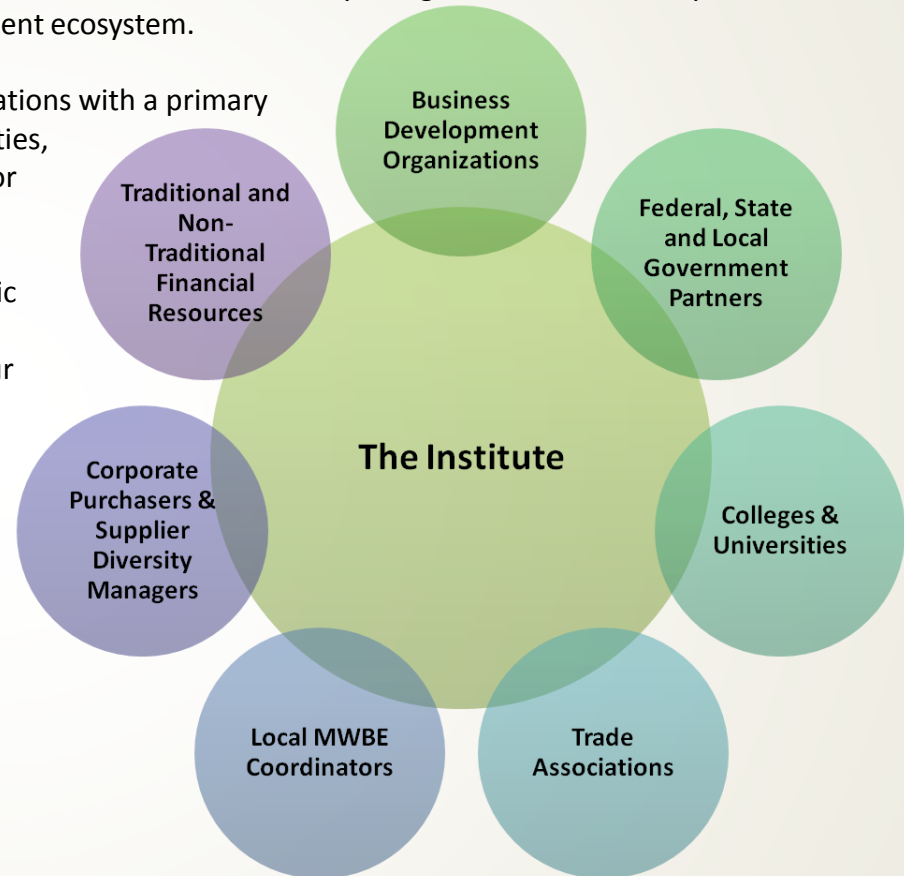 ent ecosystem.
ations with a primary
ties,
or
ic
ur
Business
Development
Organizations
Federal, State
and Local
Government
Partners
Colleges &
Universities
Trade
Associations
Local MWBE
Coordinators
Corporate
Purchasers &
Supplier
Diversity
Managers
Traditional and
Non-
Traditional
Financial
Resources
The Institute